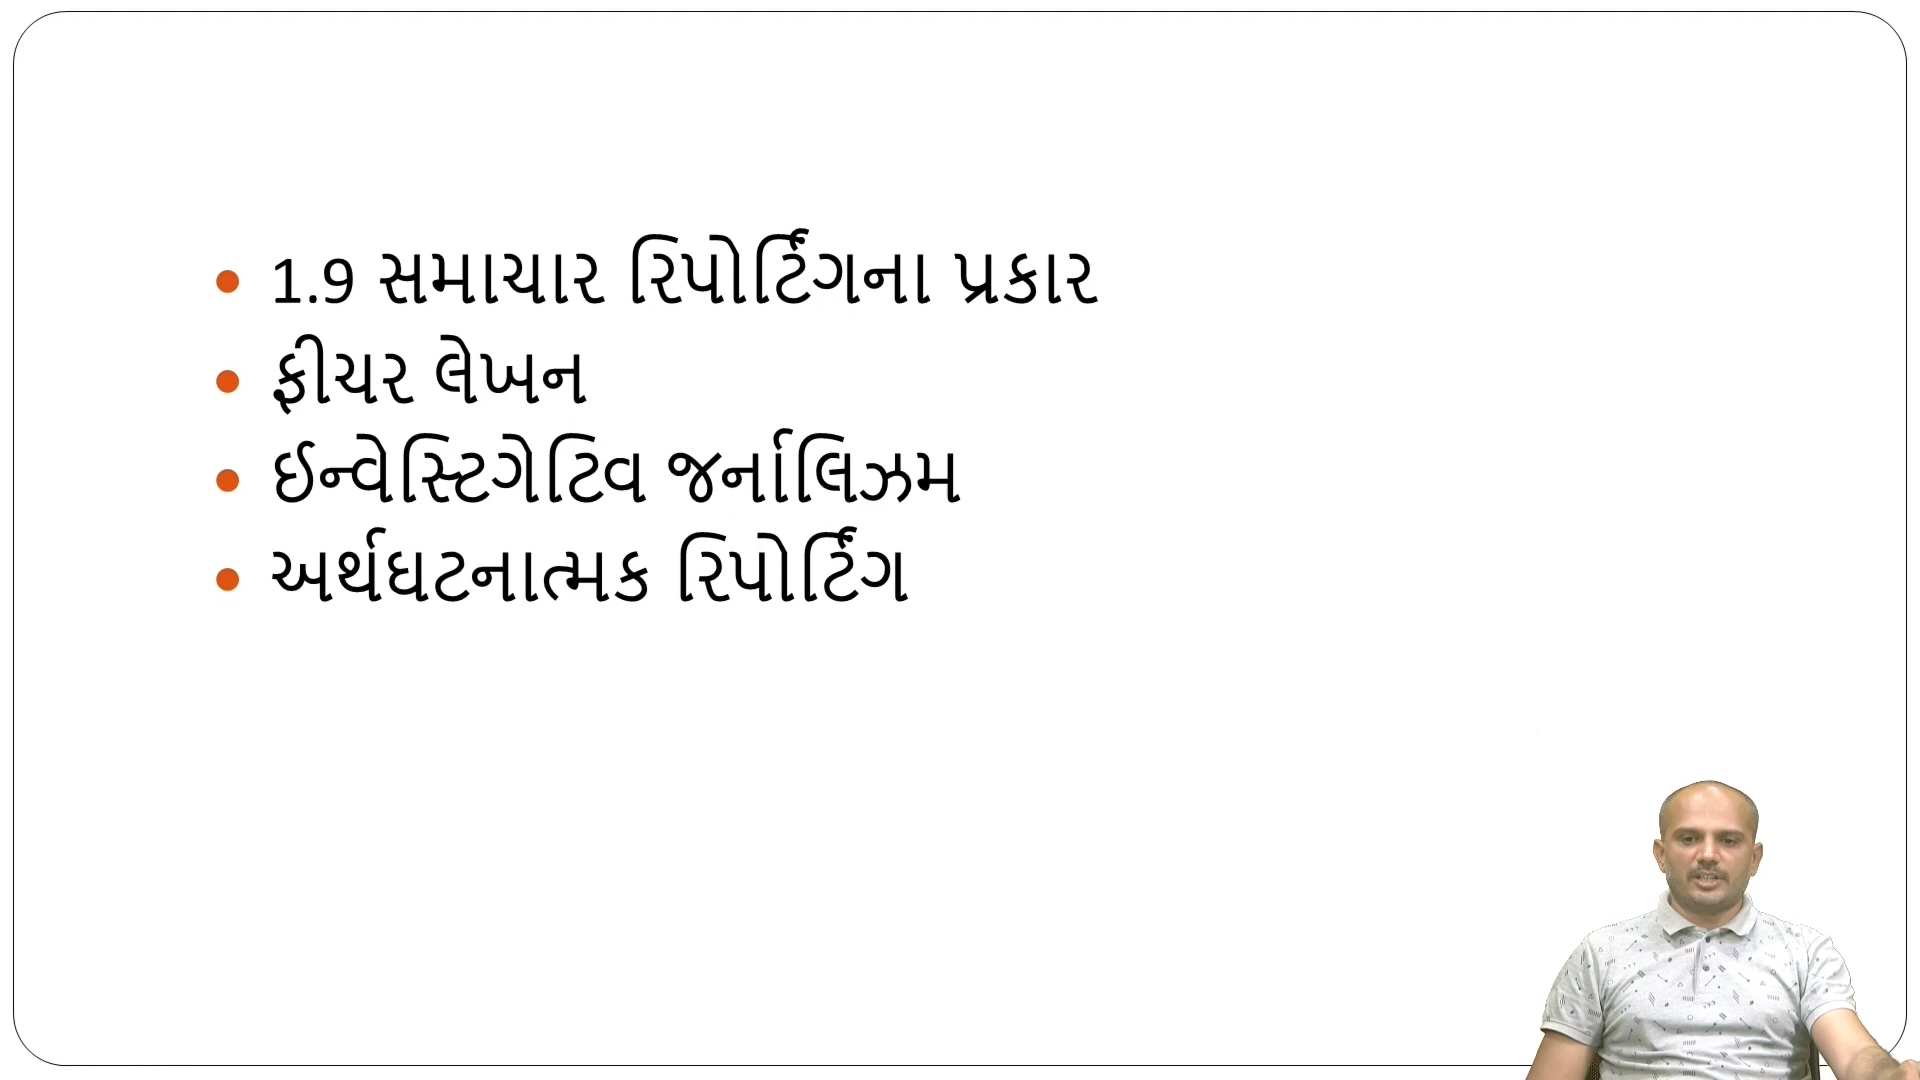 1.9 સમાચાર રિપોર્ટિંગના પ્રકાર
ફીચર લેખન
ઈન્વેસ્ટિગેટિવ જર્નાલિઝમ
અર્થઘટનાત્મક રિપોર્ટિંગ